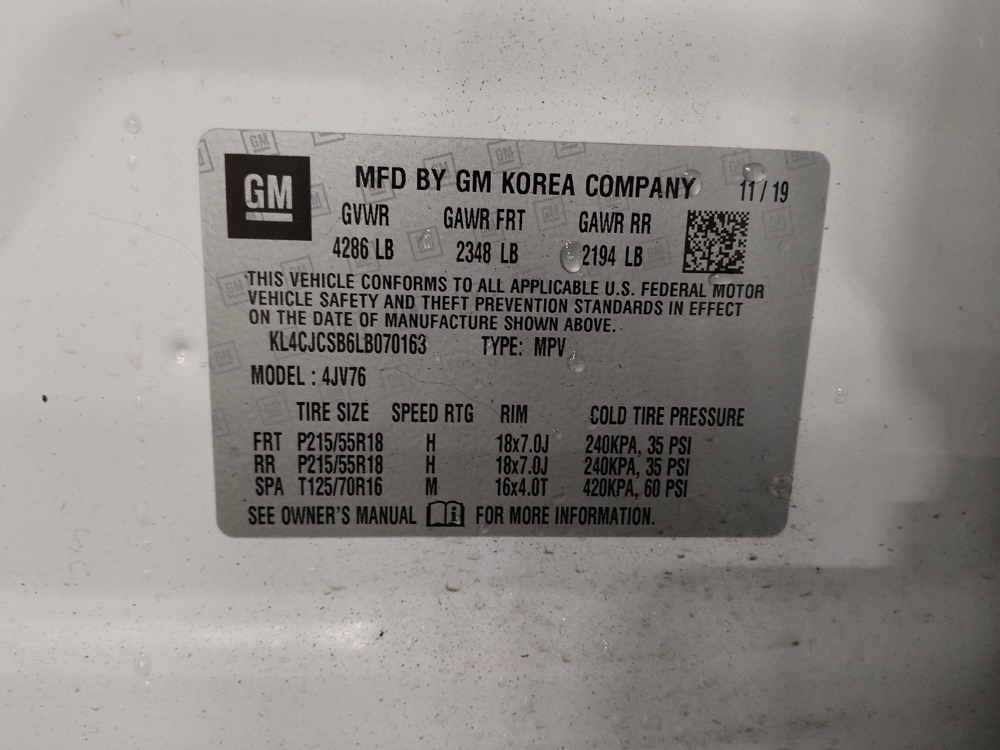 GM
MFD BY GM KOREA COMPANY 11 / 19
GVWR GAWR FRT GAWR RR
4286 LB 2348 LB 2194 LB
THIS VEHICLE CONFORMS TO ALL APPLICABLE U.S. FEDERAL MOTOR
VEHICLE SAFETY AND THEFT PREVENTION STANDARDS IN EFFECT
ON THE DATE OF MANUFACTURE SHOWN ABOVE.
KL4CJCSB6LB070163 TYPE: MPV
MODEL : 4JV76
TIRE SIZE SPEED RTG RIM COLD TIRE PRESSURE
FRT P215/55R18 H 18x7.0J 240KPA, 35 PSI
RR P215/55R18 H 18x7.0J 240KPA, 35 PSI
SPA T125/70R16 M 16x4.0T 420KPA, 60 PSI
SEE OWNER'S MANUAL i FOR MORE INFORMATION.